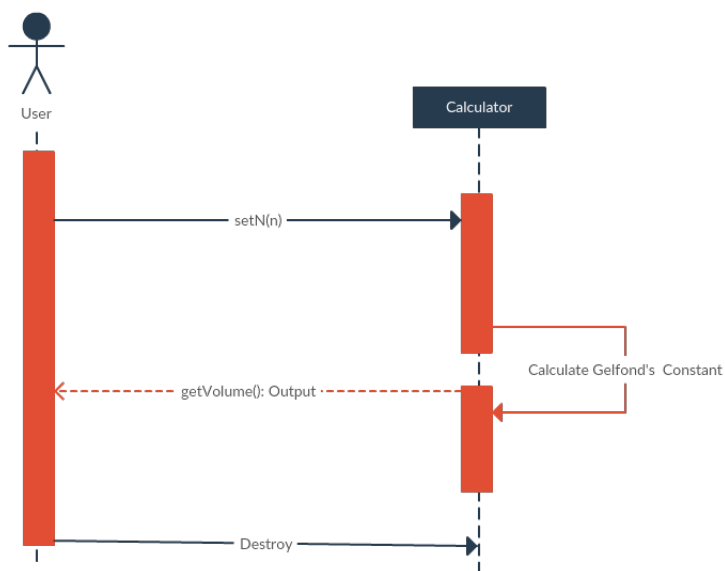 User
Calculator
setN(n)
Calculate Gelfond's Constant
getVolume(): Output
Destroy